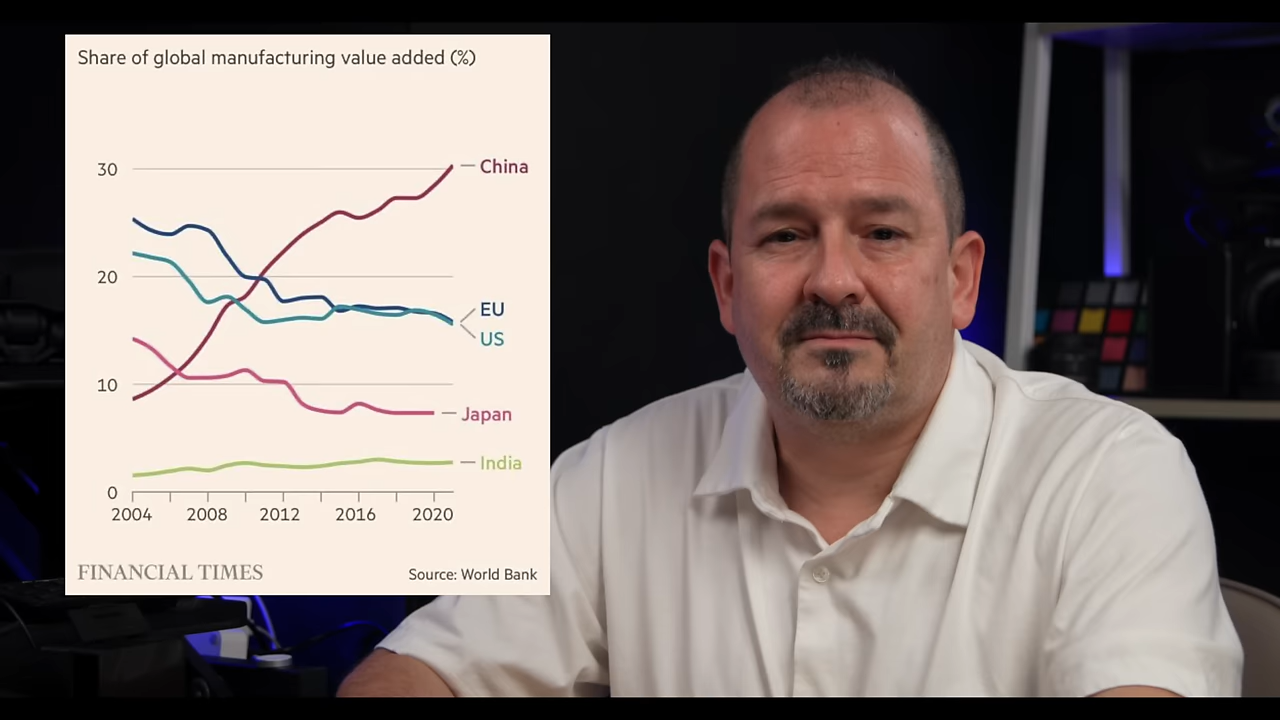 Share of global manufacturing value added (%)
30
China
20
EU
US
10
Japan
India
0
2004 2008 2012 2016 2020
FINANCIAL TIMES
Source: World Bank